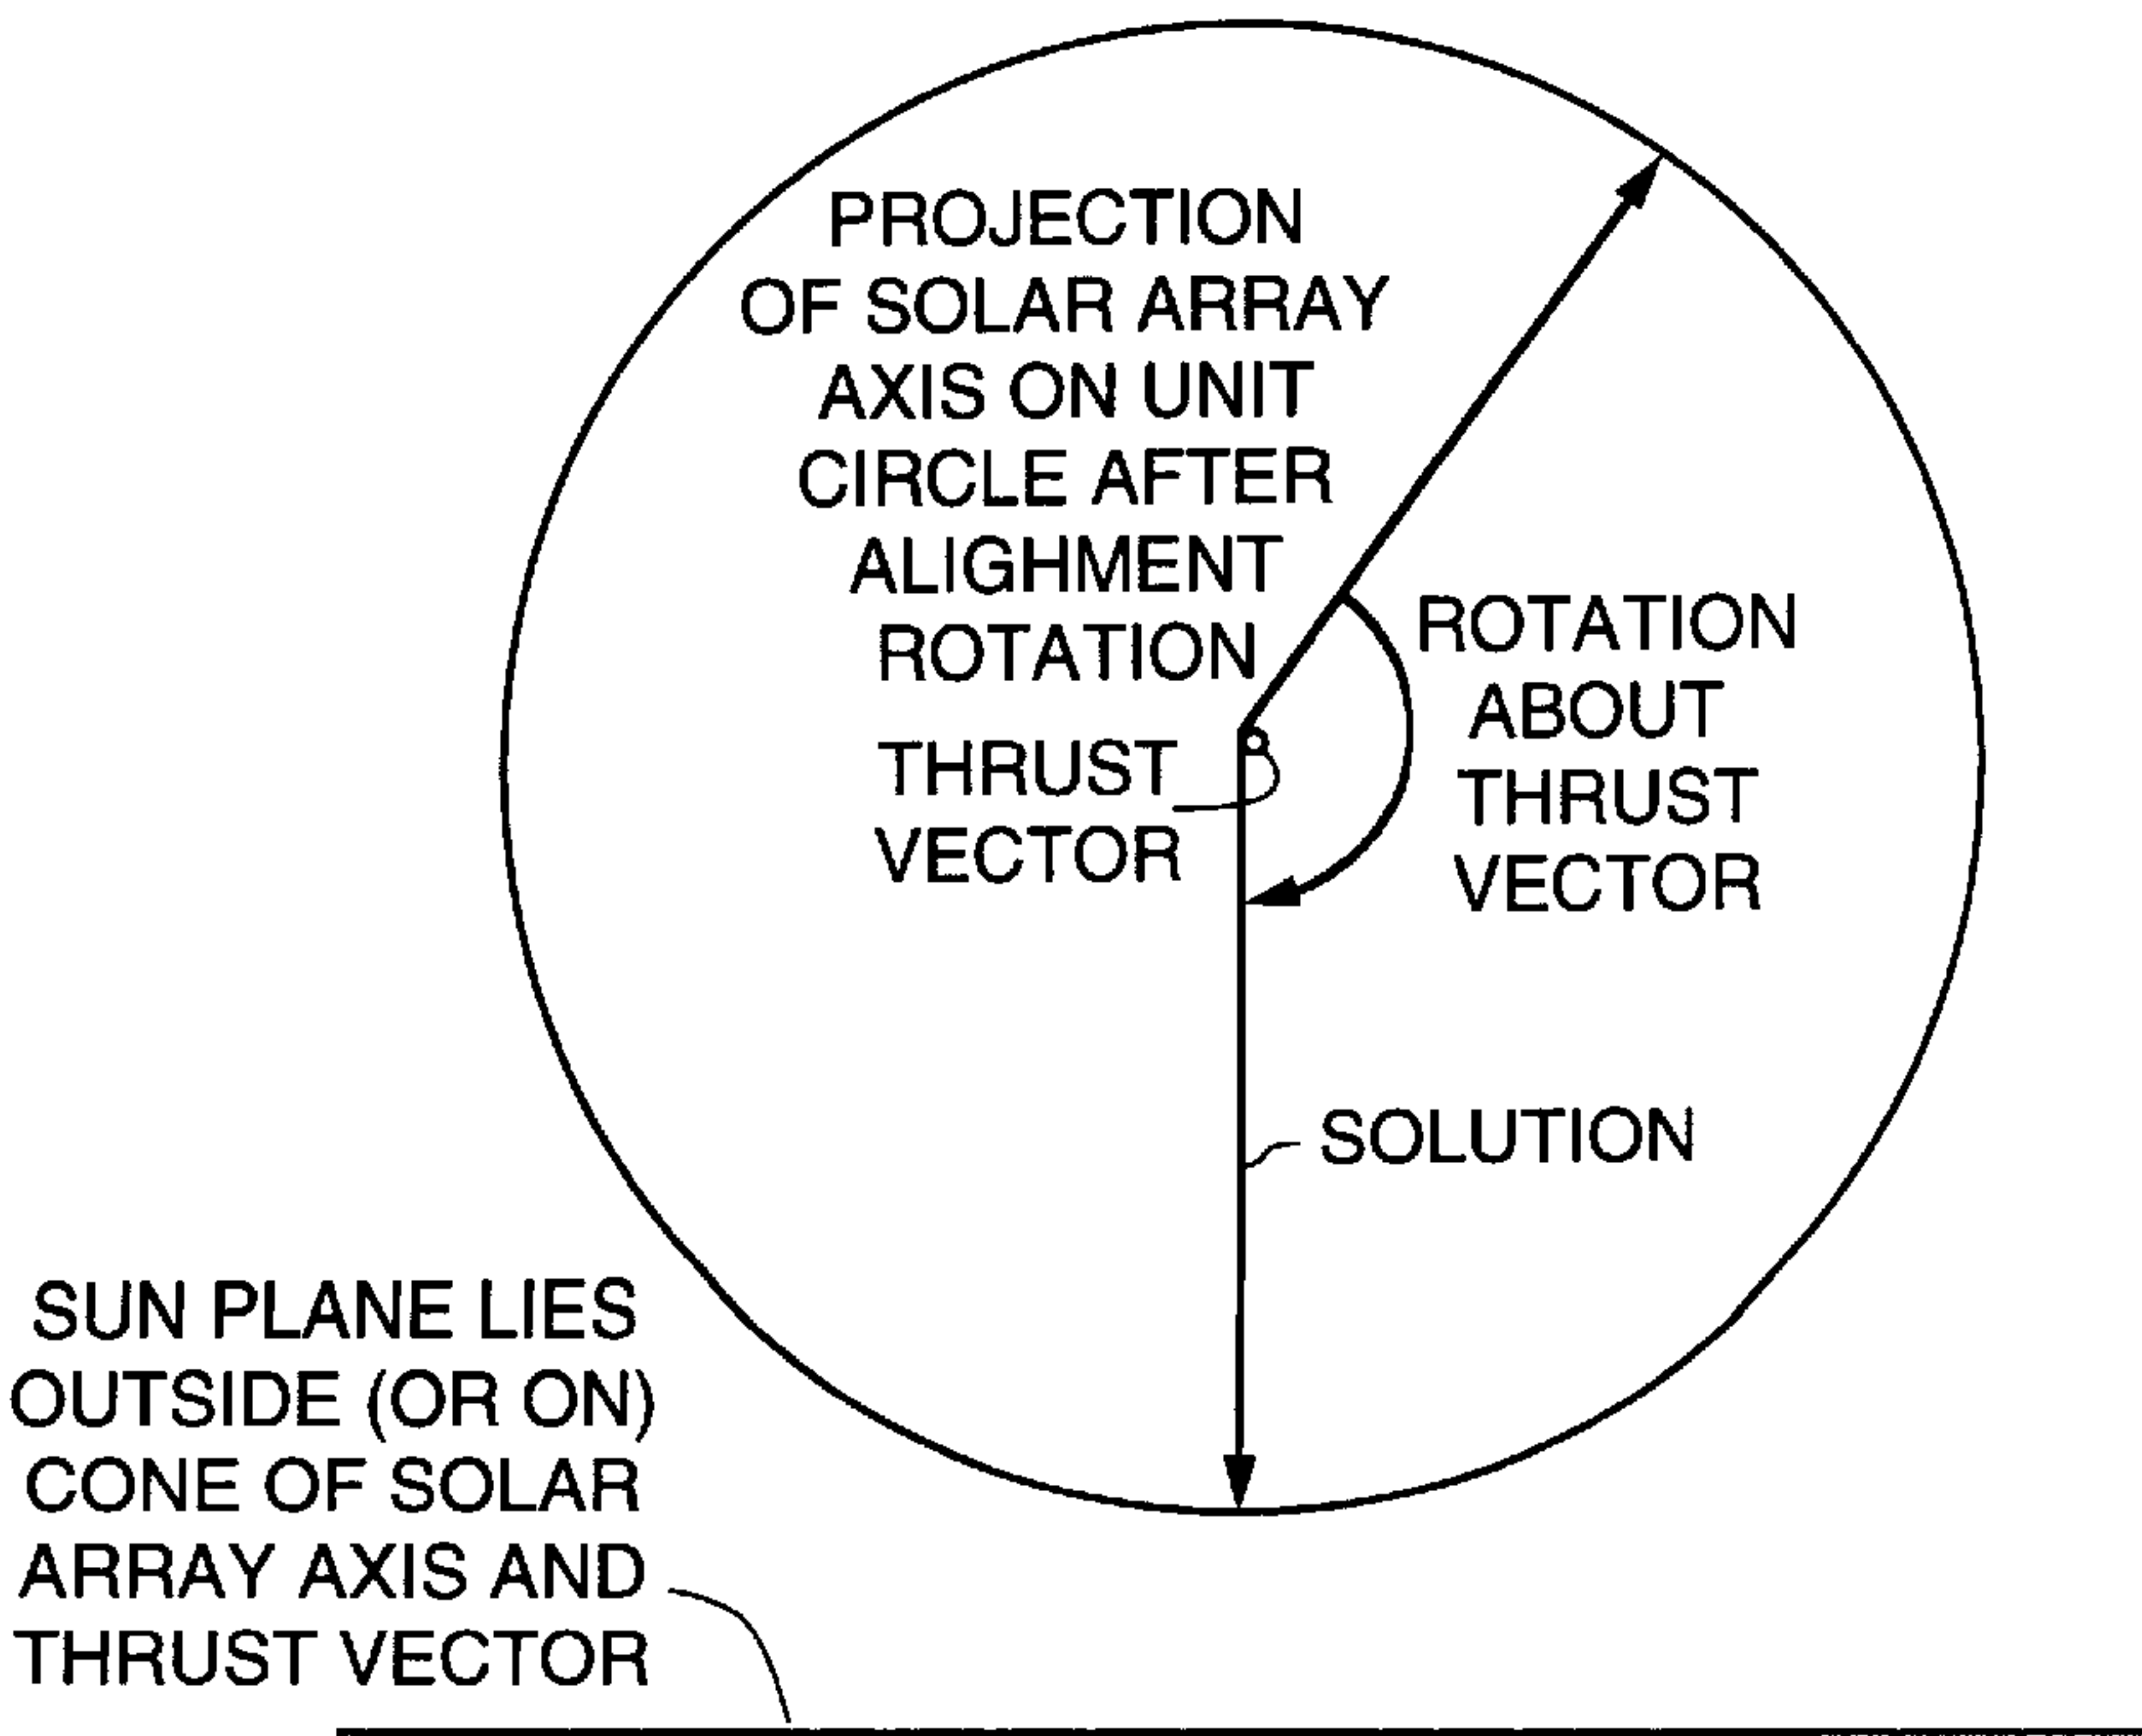 PROJECTION
OF SOLAR ARRAY
AXIS ON UNIT
CIRCLE AFTER
ALIGHMENT
ROTATION
THRUST
VECTOR
ROTATION
ABOUT
THRUST
VECTOR
SOLUTION
SUN PLANE LIES
OUTSIDE (OR ON)
CONE OF SOLAR
ARRAY AXIS AND
THRUST VECTOR